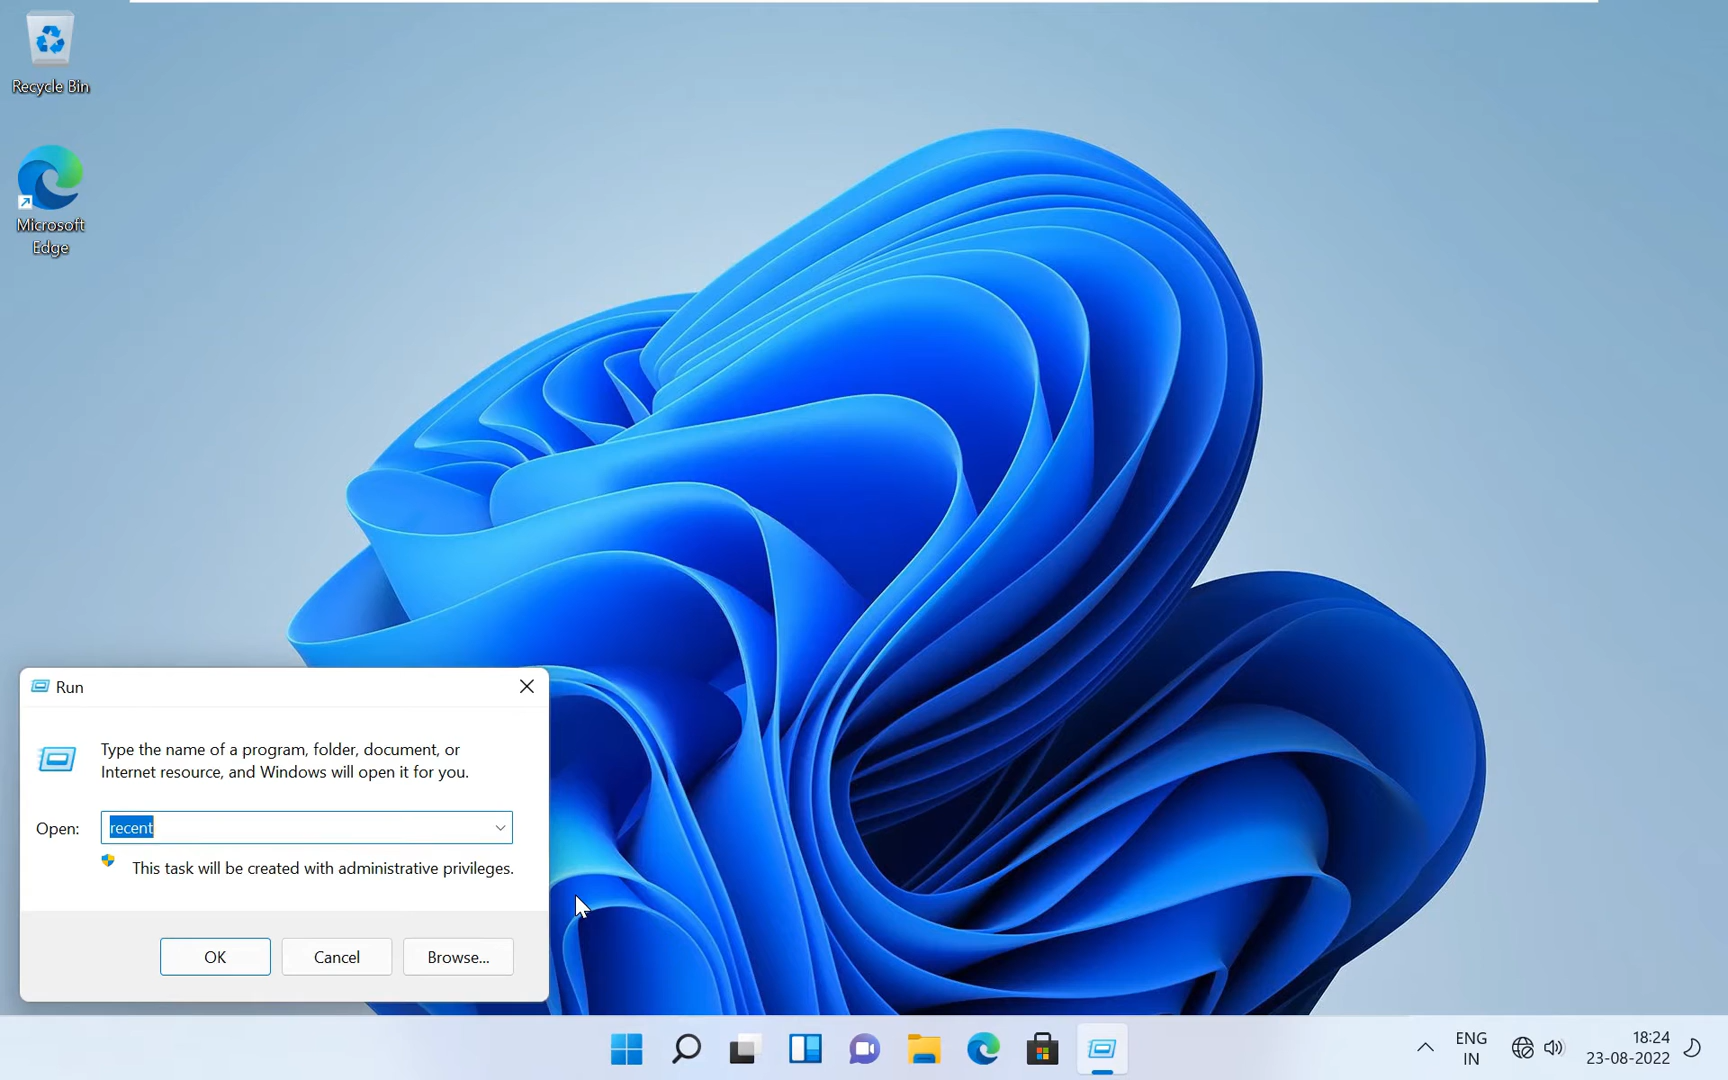 Recycle Bin
Microsoft
Edge
Run
Type the name of a program, folder, document, or
Internet resource, and Windows will open it for you.
Open:
recent
This task will be created with administrative privileges.
OK
Cancel
Browse...
ENG
IN
18:24
23-08-2022